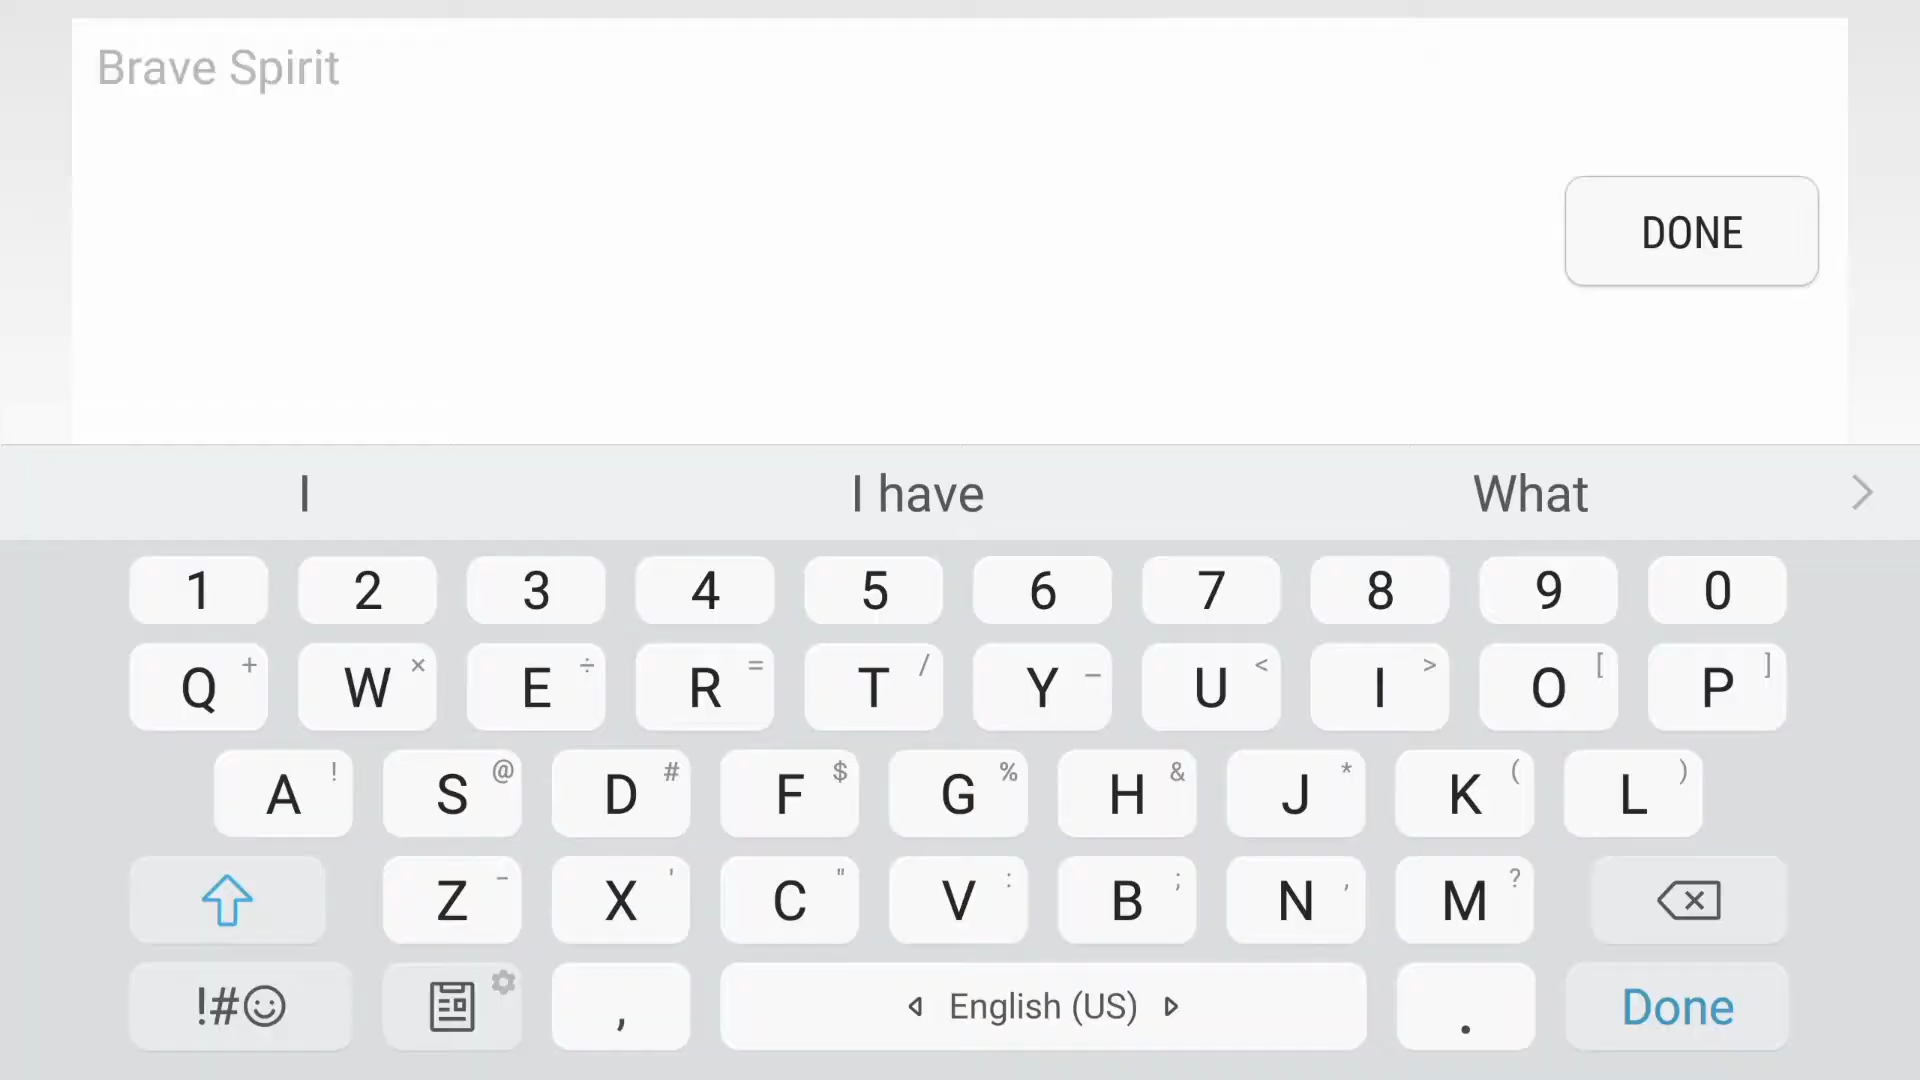 Brave Spirit
DONE
I I have What
1 2 3 4 5 6 7 8 9 0
Q + W × E ÷ R = T / Y _ U < I > O [ P ]
A ! S @ D # F $ G % H & J * K ( L )
Z - X ' C " V : B ; N , M ?
!#☺ , English (US) . Done